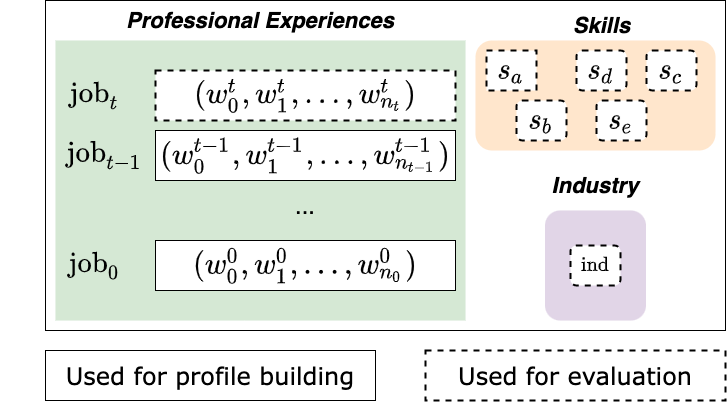 Professional Experiences
job_t (w_0^t, w_1^t, ..., w_{n_t}^t)
job_{t−1} (w_0^{t−1}, w_1^{t−1}, ..., w_{n_{t−1}}^{t−1})
...
job_0 (w_0^0, w_1^0, ..., w_{n_0}^0)
Skills
s_a s_d s_c
s_b s_e
Industry
ind
Used for profile building
Used for evaluation